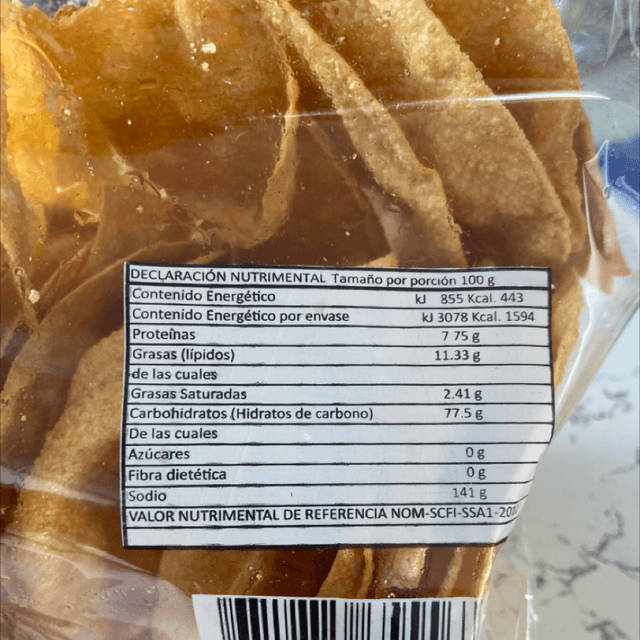 DECLARACIÓN NUTRIMENTAL Tamaño por porción 100 g
Contenido Energético kJ 855 Kcal. 443
Contenido Energético por envase kJ 3078 Kcal. 1594
Proteínas 7 75 g
Grasas (lípidos) 11.33 g
de las cuales
Grasas Saturadas 2.41 g
Carbohidratos (Hidratos de carbono) 77.5 g
De las cuales
Azúcares 0 g
Fibra dietética 0 g
Sodio 141 g
VALOR NUTRIMENTAL DE REFERENCIA NOM-SCFI-SSA1-